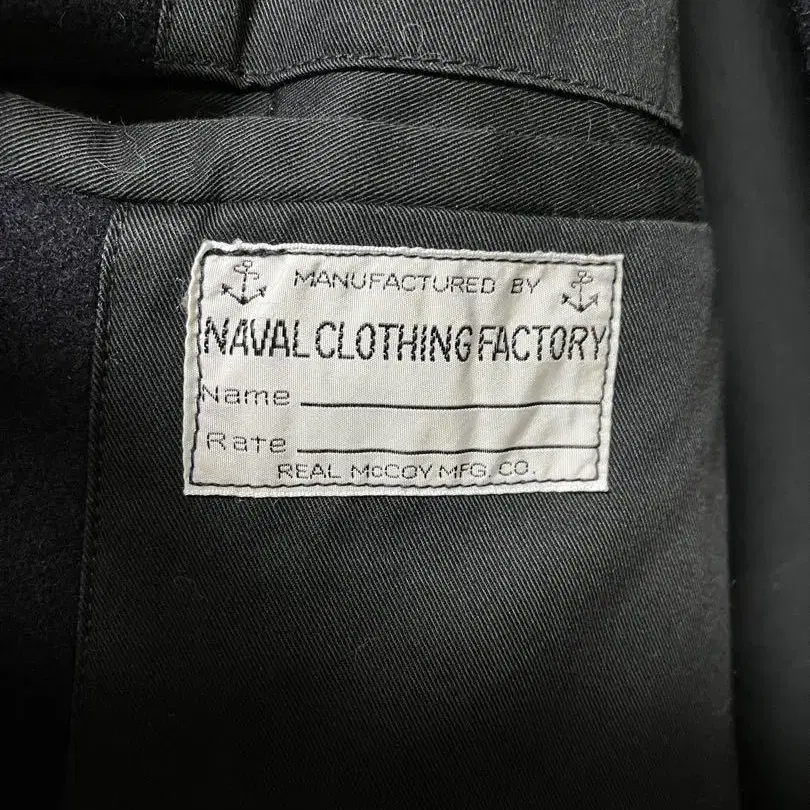 MANUFACTURED BY
NAVAL CLOTHING FACTORY
Name
Rate
REAL McCOY MFG. CO.